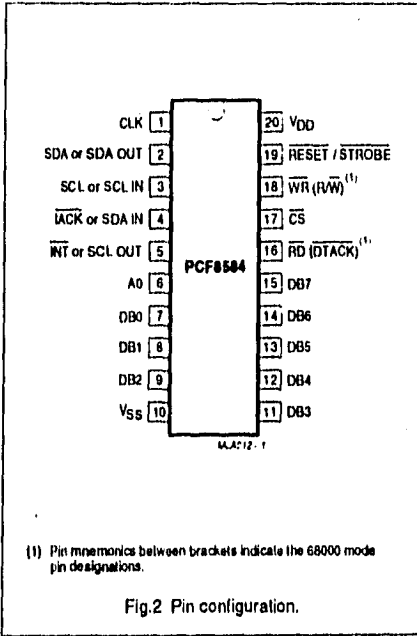 CLK 1
20 VDD
SDA or SDA OUT 2
19 RESET / STROBE
SCL or SCL IN 3
18 WR (R/W) (1)
IACK or SDA IN 4
17 CS
INT or SCL OUT 5
16 RD (DTACK) (1)
PCF8584
A0 6
15 DB7
DB0 7
14 DB6
DB1 8
13 DB5
DB2 9
12 DB4
VSS 10
11 DB3
(1) Pin mnemonics between brackets indicate the 68000 mode
pin designations.
Fig.2 Pin configuration.